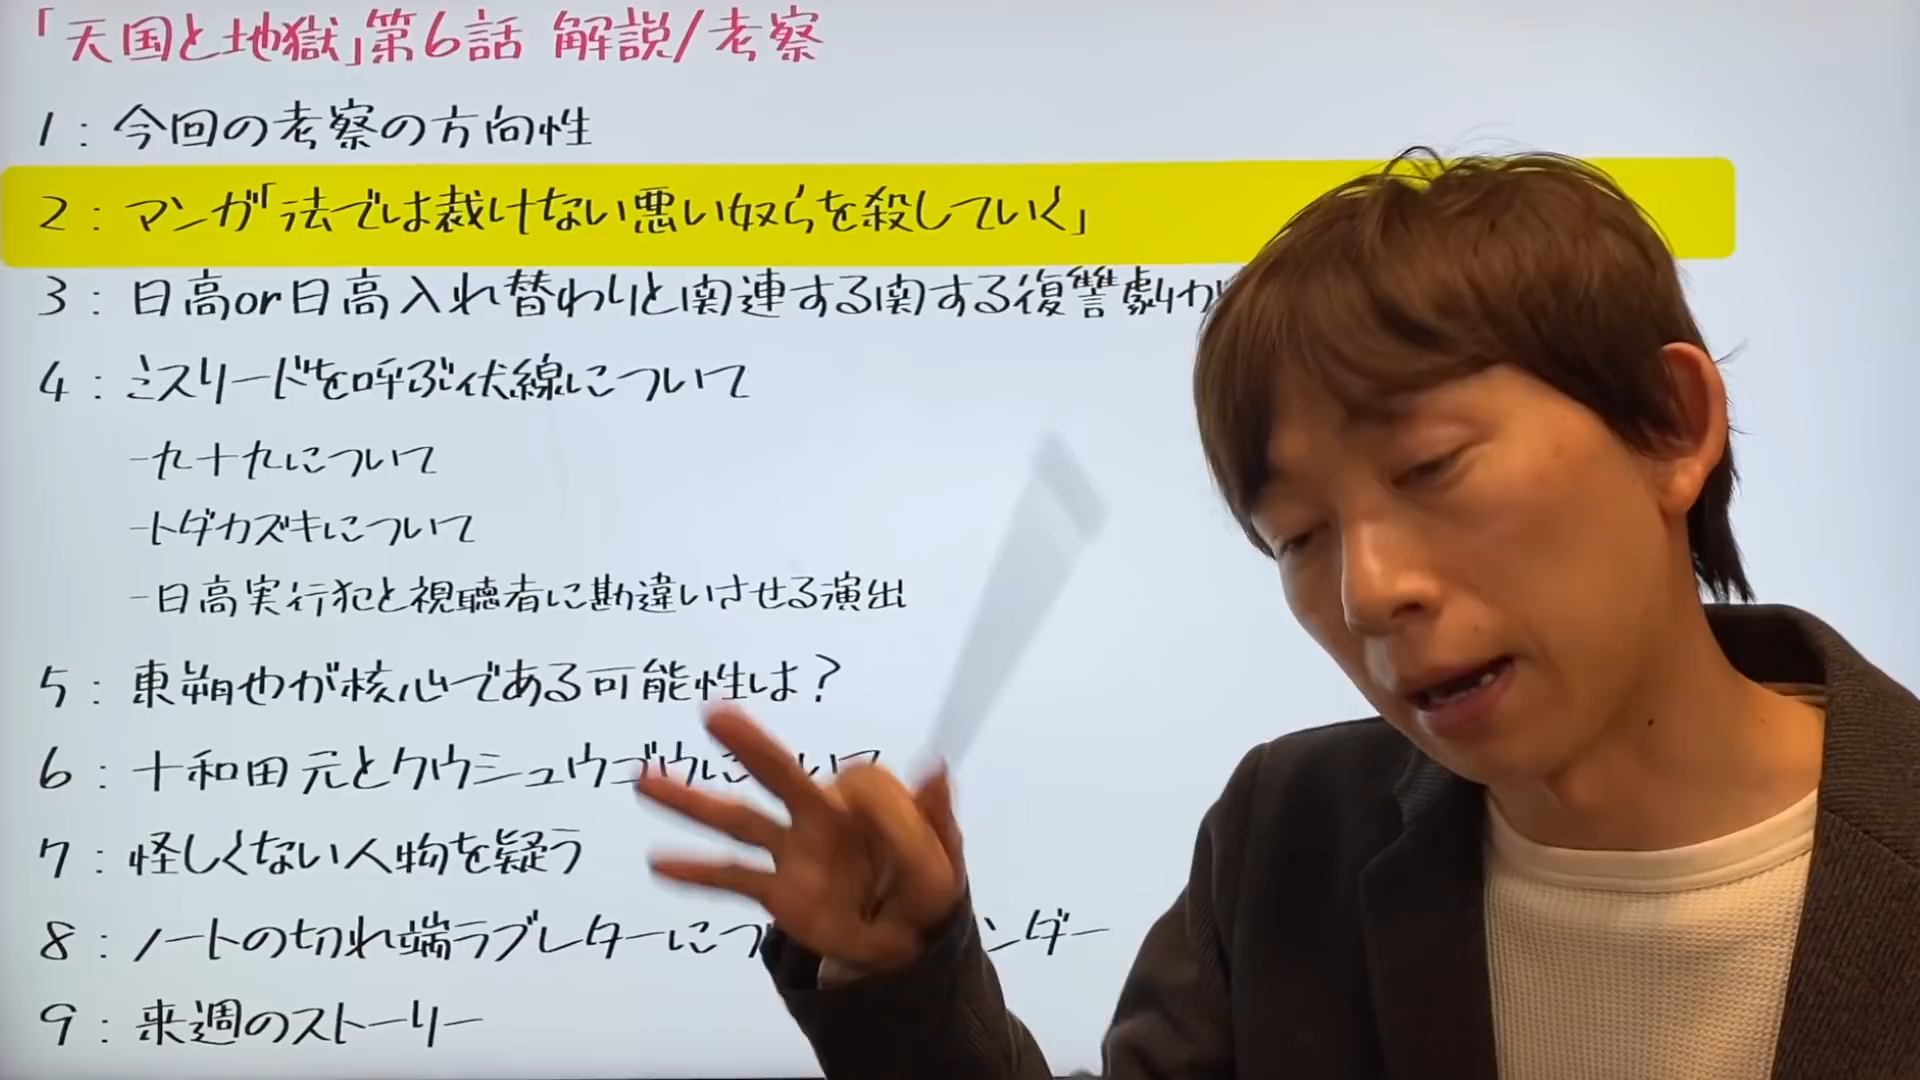 「天国と地獄」第6話 解説/考察
1：今回の考察の方向性
2：マンガ「法では裁けない悪い奴らを殺していく」
3：日高or日高入れ替わりと関連する関する復讐劇か
4：ミスリードを呼ぶ伏線について
-九十九について
-トダカズキについて
-日高実行犯と視聴者に勘違いさせる演出
5：東朔也が核心である可能性は？
6：十和田元とクウシュウゴウについて
7：怪しくない人物を疑う
8：ノートの切れ端ラブレターにつ ンダー
9：来週のストーリー